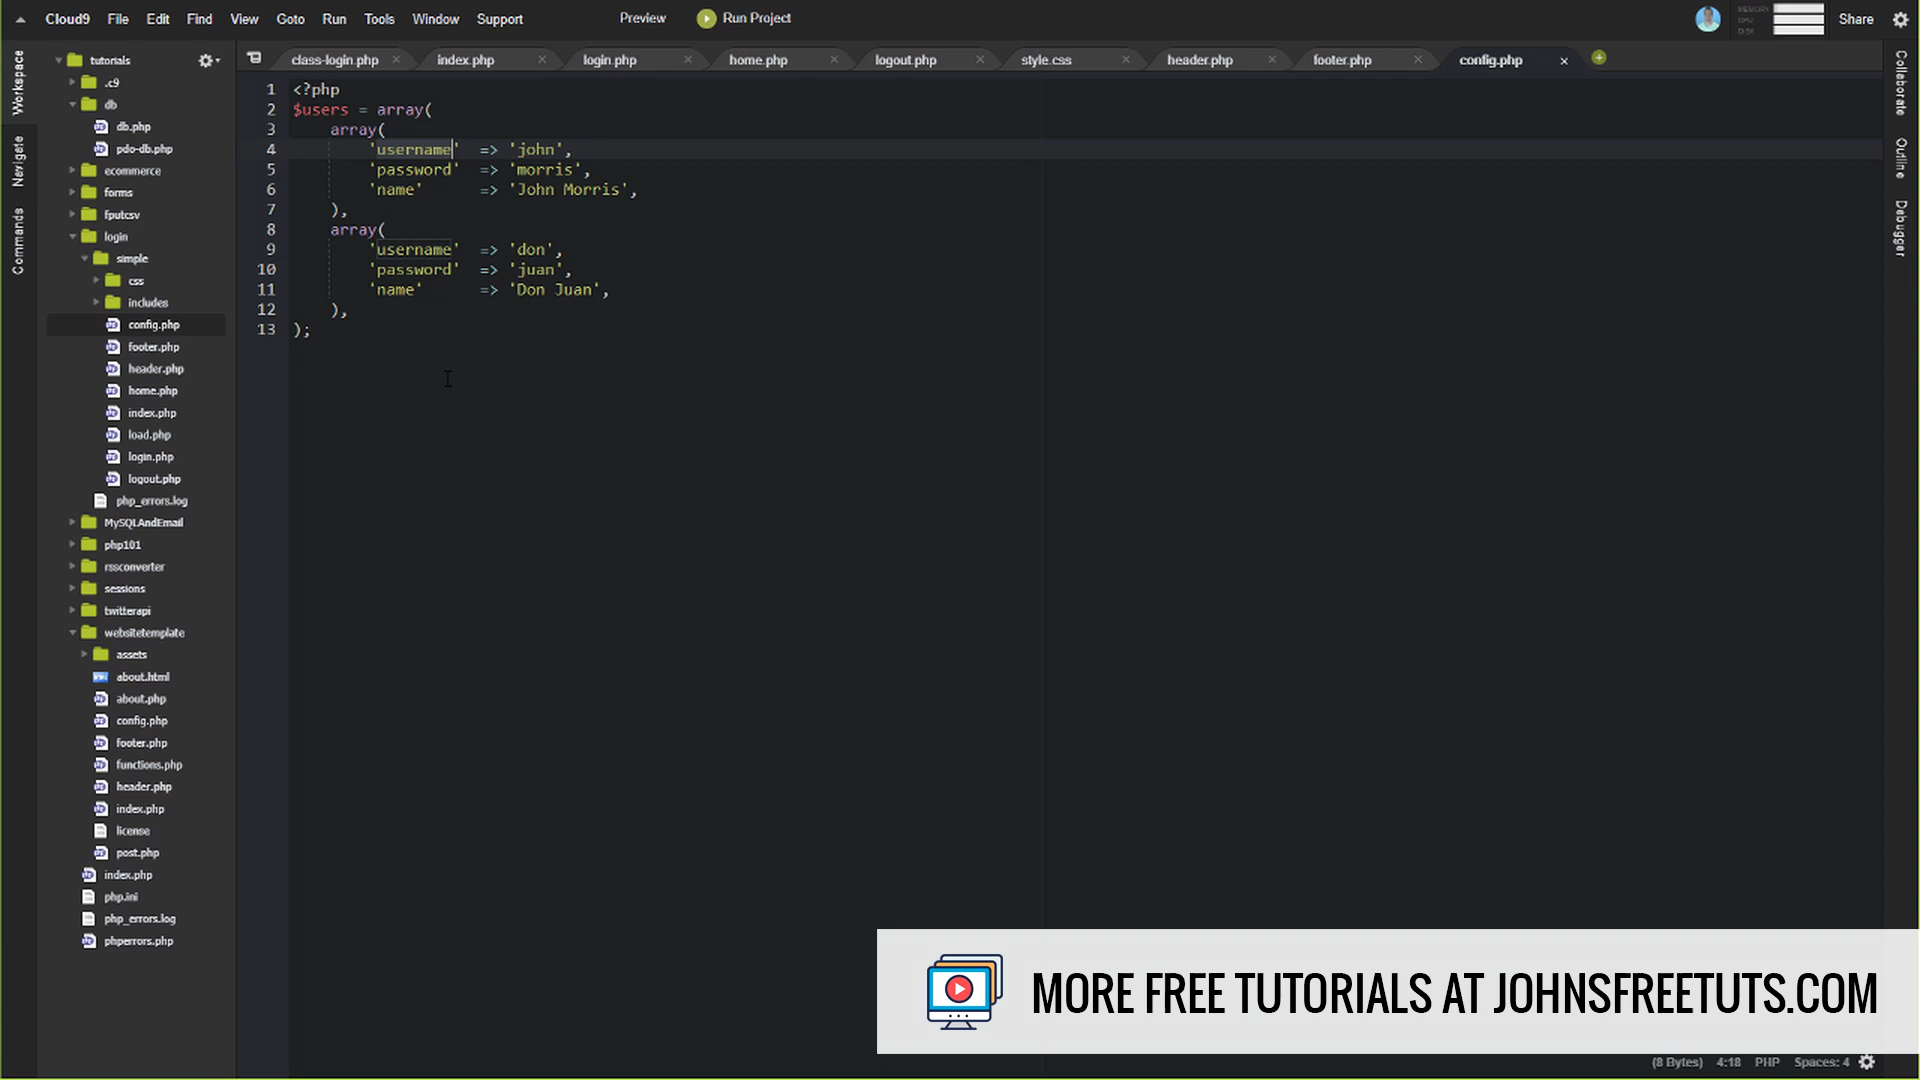 Cloud9 File Edit Find View Goto Run Tools Window Support Preview Run Project MEMORY CPU DISK Share
Workspace
Navigate
Commands
tutorials
.c9
db
db.php
pdo-db.php
ecommerce
forms
fputcsv
login
simple
css
includes
config.php
footer.php
header.php
home.php
index.php
load.php
login.php
logout.php
php_errors.log
MySQLAndEmail
php101
rssconverter
sessions
twitterapi
websitetemplate
assets
about.html
about.php
config.php
footer.php
functions.php
header.php
index.php
license
post.php
index.php
php.ini
php_errors.log
phperrors.php
class-login.php index.php login.php home.php logout.php style.css header.php footer.php config.php
1 <?php
2 $users = array(
3 array(
4 'username' => 'john',
5 'password' => 'morris',
6 'name' => 'John Morris',
7 ),
8 array(
9 'username' => 'don',
10 'password' => 'juan',
11 'name' => 'Don Juan',
12 ),
13 );
Collaborate
Outline
Debugger
MORE FREE TUTORIALS AT JOHNSFREETUTS.COM
(8 Bytes) 4:18 PHP Spaces: 4